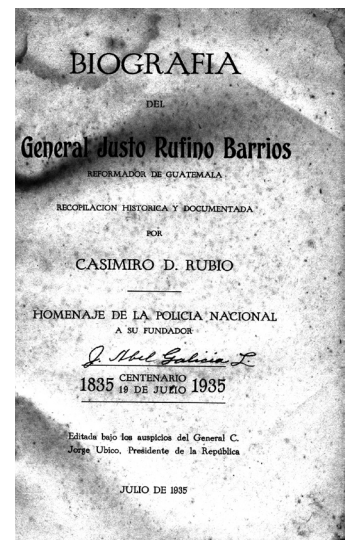 BIOGRAFIA
DEL
General Justo Rufino Barrios
REFORMADOR DE GUATEMALA
RECOPILACION HISTORICA Y DOCUMENTADA
POR
CASIMIRO D. RUBIO
HOMENAJE DE LA POLICIA NACIONAL
A SU FUNDADOR
J. Abel Galicia L.
1835 CENTENARIO 1935
19 DE JULIO
Editada bajo los auspicios del General C.
Jorge Ubico, Presidente de la República
JULIO DE 1935